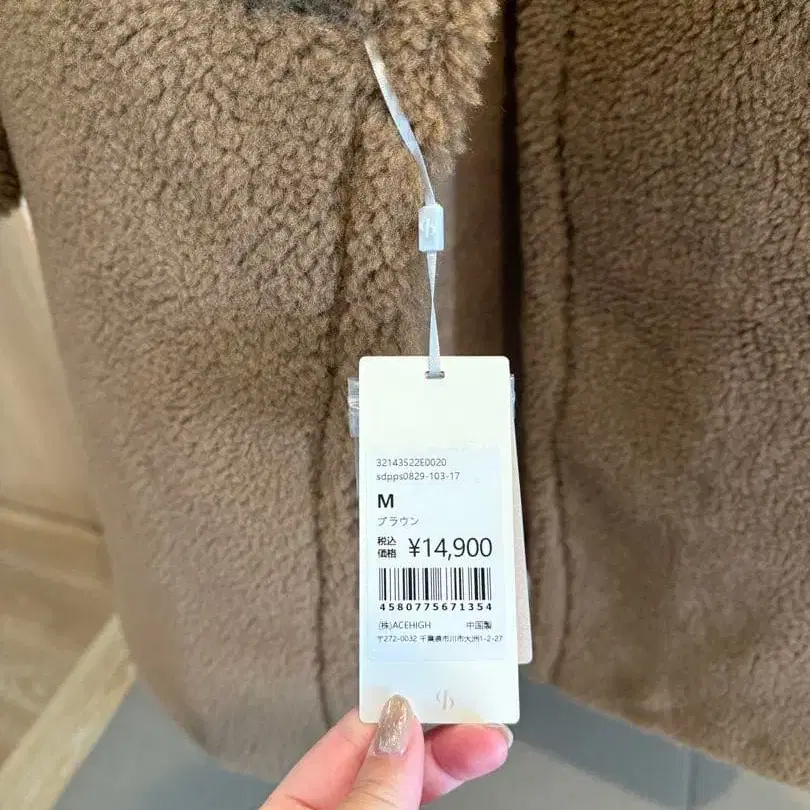 32143522E0020
sdpps0829-103-17
M
ブラウン
税込価格 ¥14,900
4580775671354
(株)ACEHIGH 中国製
〒272-0032 千葉県市川市大洲1-2-27